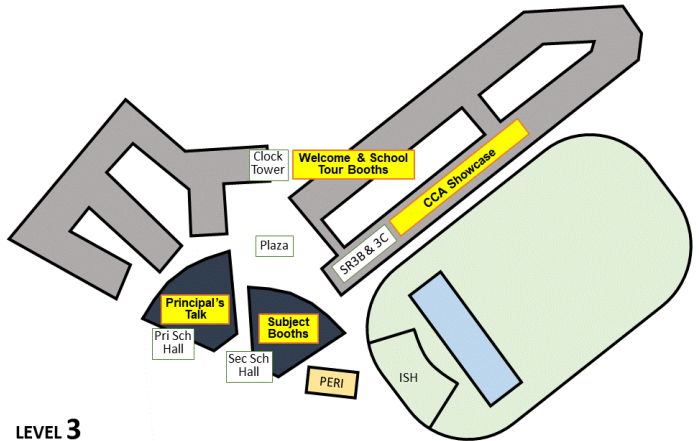 Clock
Tower
Welcome & School
Tour Booths
CCA Showcase
SR3B & 3C
Plaza
Principal's
Talk
Pri Sch
Hall
Subject
Booths
Sec Sch
Hall
PERI
ISH
LEVEL 3